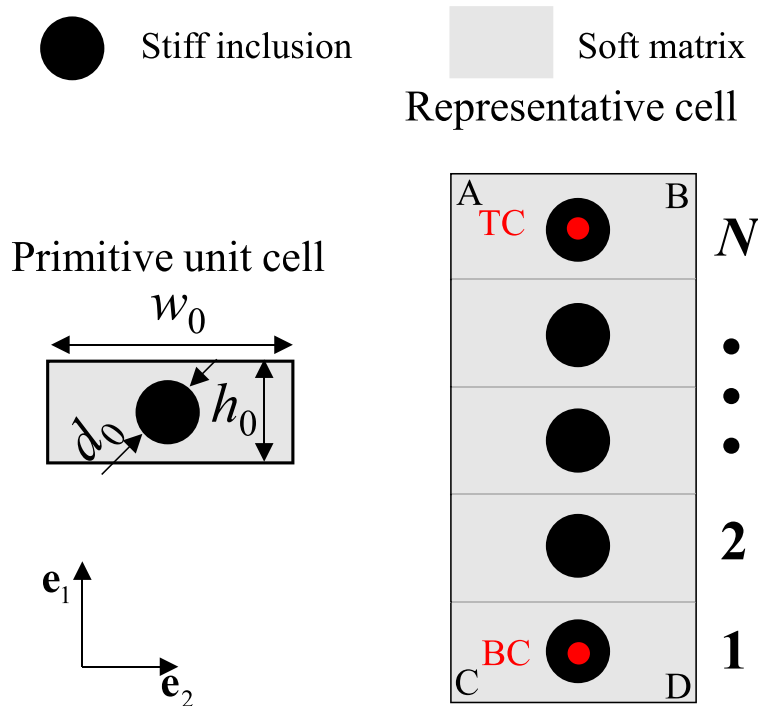 Stiff inclusion
Soft matrix
Representative cell
A
B
TC
N
Primitive unit cell
w₀
h₀
d₀
2
e₁
BC
1
C
D
e₂